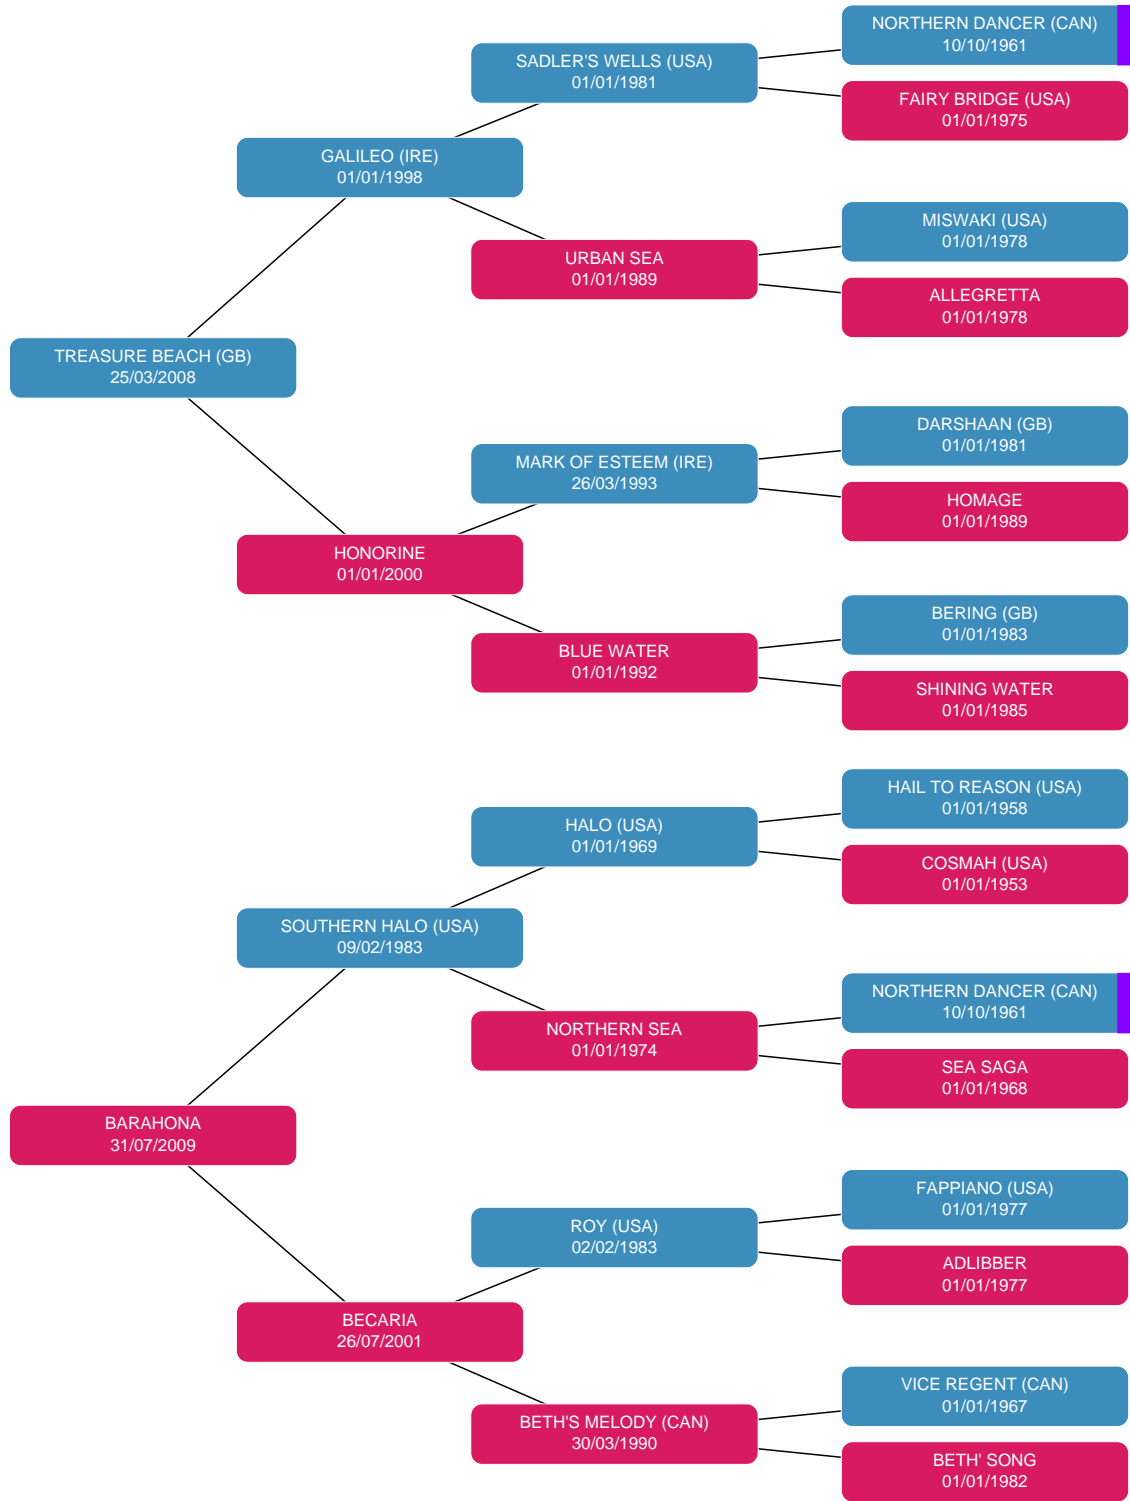 NORTHERN DANCER (CAN)
10/10/1961
SADLER'S WELLS (USA)
01/01/1981
FAIRY BRIDGE (USA)
01/01/1975
GALILEO (IRE)
01/01/1998
MISWAKI (USA)
01/01/1978
URBAN SEA
01/01/1989
ALLEGRETTA
01/01/1978
TREASURE BEACH (GB)
25/03/2008
DARSHAAN (GB)
01/01/1981
MARK OF ESTEEM (IRE)
26/03/1993
HOMAGE
01/01/1989
HONORINE
01/01/2000
BERING (GB)
01/01/1983
BLUE WATER
01/01/1992
SHINING WATER
01/01/1985
HAIL TO REASON (USA)
01/01/1958
HALO (USA)
01/01/1969
COSMAH (USA)
01/01/1953
SOUTHERN HALO (USA)
09/02/1983
NORTHERN DANCER (CAN)
10/10/1961
NORTHERN SEA
01/01/1974
SEA SAGA
01/01/1968
BARAHONA
31/07/2009
FAPPIANO (USA)
01/01/1977
ROY (USA)
02/02/1983
ADLIBBER
01/01/1977
BECARIA
26/07/2001
VICE REGENT (CAN)
01/01/1967
BETH'S MELODY (CAN)
30/03/1990
BETH' SONG
01/01/1982